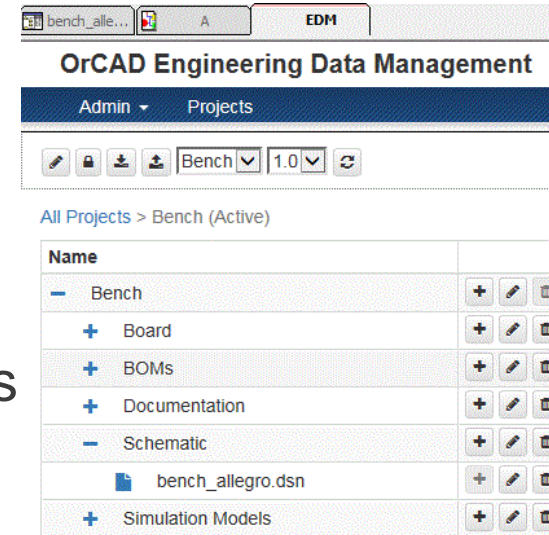 bench_alle... A EDM
OrCAD Engineering Data Management
Admin Projects
Bench 1.0
All Projects > Bench (Active)
Name
Bench
Board
BOMs
s
Documentation
Schematic
bench_allegro.dsn
Simulation Models